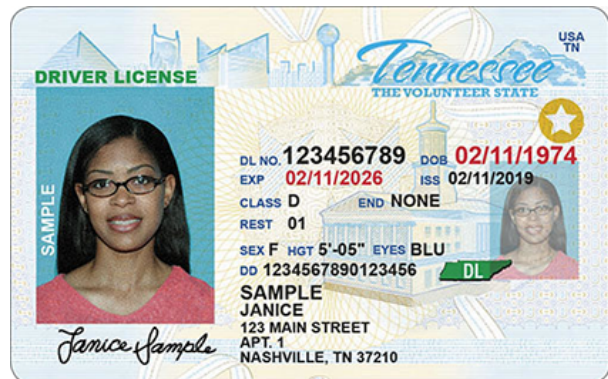 USA
TN
Tennessee
THE VOLUNTEER STATE
DRIVER LICENSE
SAMPLE
DL NO. 123456789 DOB 02/11/1974
EXP 02/11/2026 ISS 02/11/2019
CLASS D END NONE
REST 01
SEX F HGT 5'-05" EYES BLU
DD 1234567890123456 DL
SAMPLE
JANICE
123 MAIN STREET
APT. 1
NASHVILLE, TN 37210
Janice Sample